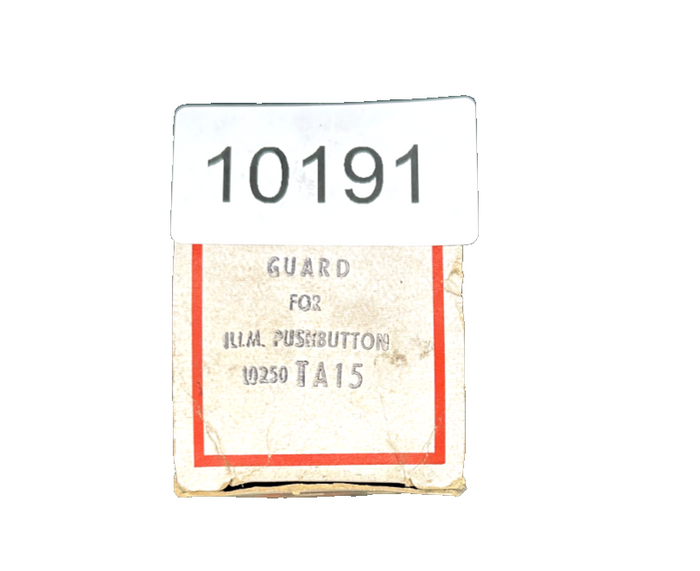 10191
GUARD
FOR
ILLM. PUSHBUTTON
10250 TA15